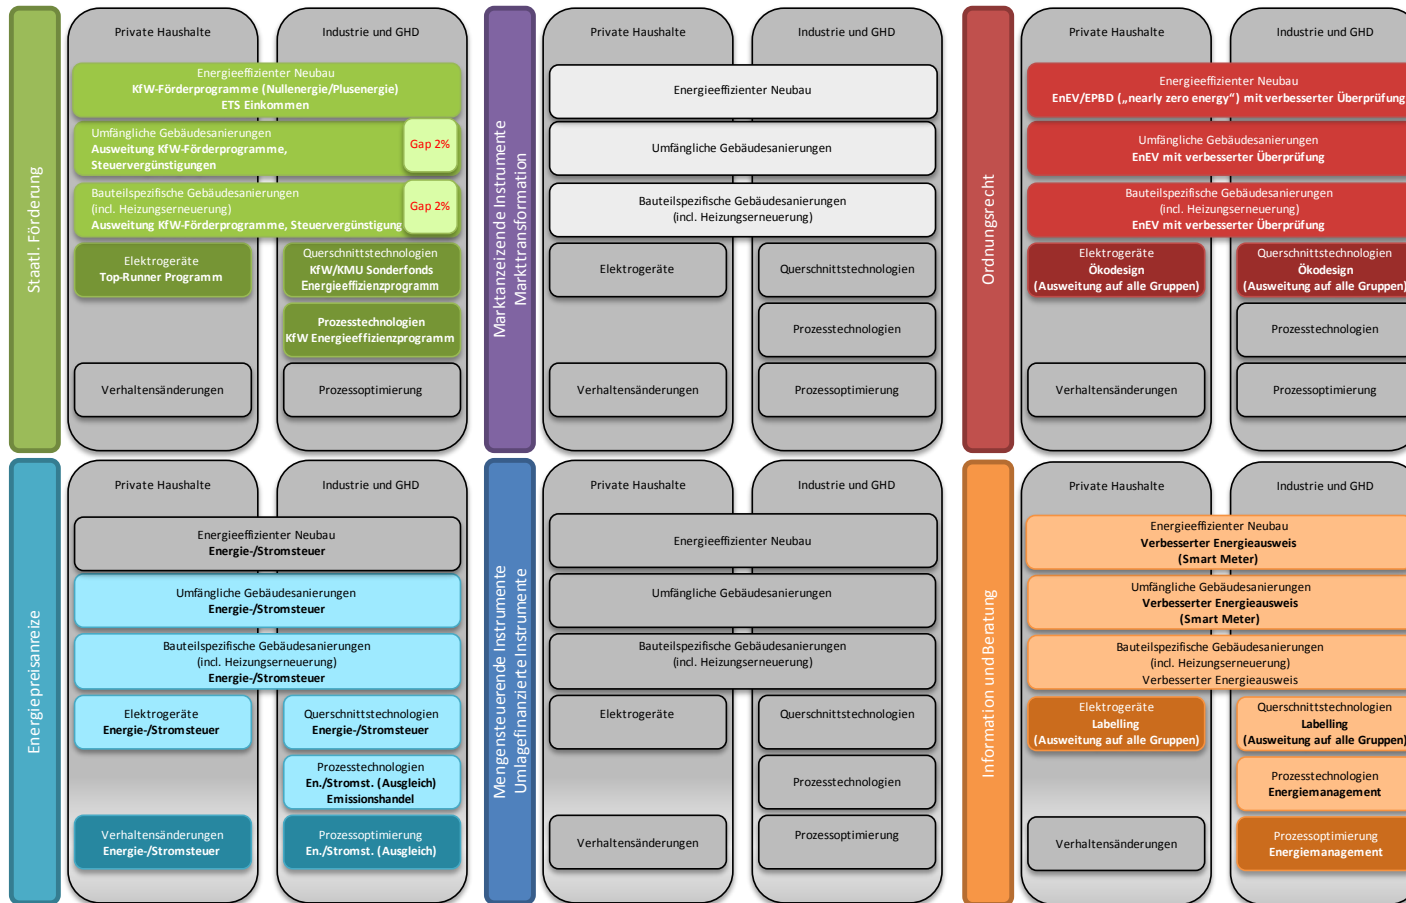 Staatl. Förderung
Private Haushalte
Industrie und GHD
Energieeffizienter Neubau
KfW-Förderprogramme (Nullenergie/Plusenergie)
ETS Einkommen
Umfängliche Gebäudesanierungen
Ausweitung KfW-Förderprogramme,
Steuervergünstigungen
Gap 2%
Bauteilspezifische Gebäudesanierungen
(incl. Heizungserneuerung)
Ausweitung KfW-Förderprogramme, Steuervergünstigung
Gap 2%
Elektrogeräte
Top-Runner Programm
Querschnittstechnologien
KfW/KMU Sonderfonds
Energieeffizienzprogramm
Prozesstechnologien
KfW Energieeffizienzprogramm
Verhaltensänderungen
Prozessoptimierung
Marktanzeizende Instrumente
Markttransformation
Private Haushalte
Industrie und GHD
Energieeffizienter Neubau
Umfängliche Gebäudesanierungen
Bauteilspezifische Gebäudesanierungen
(incl. Heizungserneuerung)
Elektrogeräte
Querschnittstechnologien
Prozesstechnologien
Verhaltensänderungen
Prozessoptimierung
Ordnungsrecht
Private Haushalte
Industrie und GHD
Energieeffizienter Neubau
EnEV/EPBD („nearly zero energy“) mit verbesserter Überprüfung
Umfängliche Gebäudesanierungen
EnEV mit verbesserter Überprüfung
Bauteilspezifische Gebäudesanierungen
(incl. Heizungserneuerung)
EnEV mit verbesserter Überprüfung
Elektrogeräte
Ökodesign
(Ausweitung auf alle Gruppen)
Querschnittstechnologien
Ökodesign
(Ausweitung auf alle Gruppen)
Prozesstechnologien
Verhaltensänderungen
Prozessoptimierung
Energiepreisanreize
Private Haushalte
Industrie und GHD
Energieeffizienter Neubau
Energie-/Stromsteuer
Umfängliche Gebäudesanierungen
Energie-/Stromsteuer
Bauteilspezifische Gebäudesanierungen
(incl. Heizungserneuerung)
Energie-/Stromsteuer
Elektrogeräte
Energie-/Stromsteuer
Querschnittstechnologien
Energie-/Stromsteuer
Prozesstechnologien
En./Stromst. (Ausgleich)
Emissionshandel
Verhaltensänderungen
Energie-/Stromsteuer
Prozessoptimierung
En./Stromst. (Ausgleich)
Mengensteuerende Instrumente
Umlagefinanzierte Instrumente
Private Haushalte
Industrie und GHD
Energieeffizienter Neubau
Umfängliche Gebäudesanierungen
Bauteilspezifische Gebäudesanierungen
(incl. Heizungserneuerung)
Elektrogeräte
Querschnittstechnologien
Prozesstechnologien
Verhaltensänderungen
Prozessoptimierung
Information und Beratung
Private Haushalte
Industrie und GHD
Energieeffizienter Neubau
Verbesserter Energieausweis
(Smart Meter)
Umfängliche Gebäudesanierungen
Verbesserter Energieausweis
(Smart Meter)
Bauteilspezifische Gebäudesanierungen
(incl. Heizungserneuerung)
Verbesserter Energieausweis
Elektrogeräte
Labelling
(Ausweitung auf alle Gruppen)
Querschnittstechnologien
Labelling
(Ausweitung auf alle Gruppen)
Prozesstechnologien
Energiemanagement
Verhaltensänderungen
Prozessoptimierung
Energiemanagement